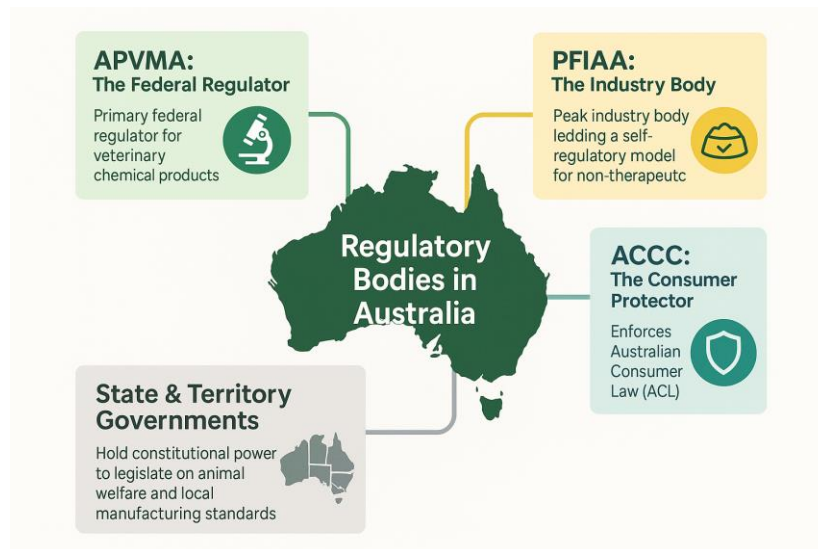 APVMA:
The Federal Regulator
Primary federal
regulator for
veterinary
chemical products
PFIAA:
The Industry Body
Peak industry body
ledding a self-
regulatory model
for non-therapeutc
Regulatory
Bodies in
Australia
ACCC:
The Consumer
Protector
Enforces
Australian
Consumer
Law (ACL)
State & Territory
Governments
Hold constitutional power
to legislate on animal
welfare and local
manufacturing standards